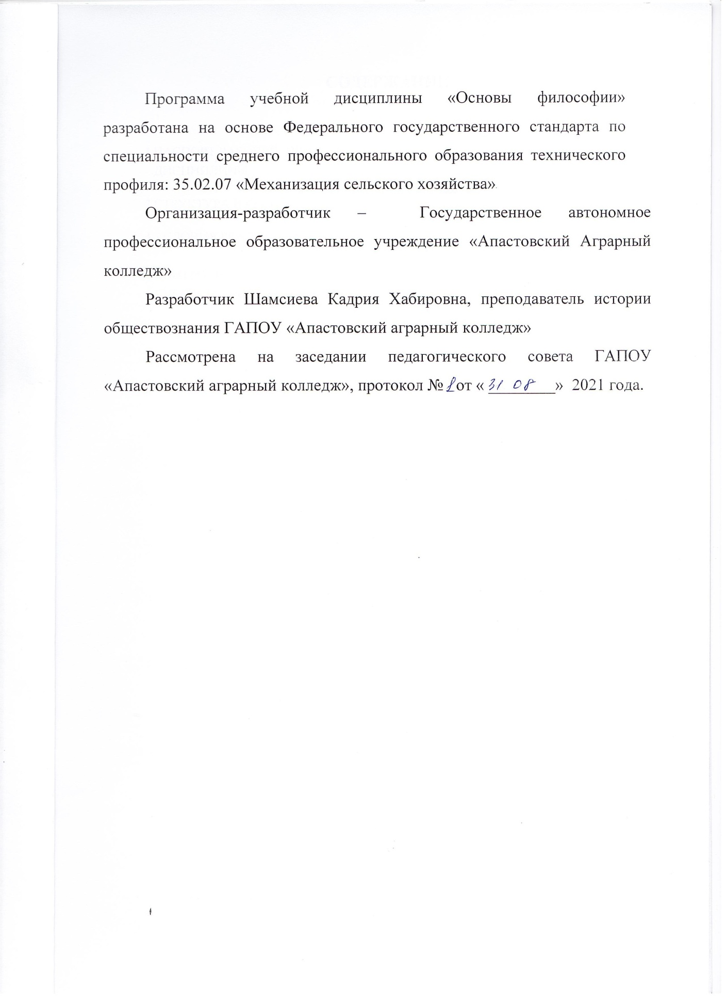 Программа учебной дисциплины «Основы философии»
разработана на основе Федерального государственного стандарта по
специальности среднего профессионального образования технического
профиля: 35.02.07 «Механизация сельского хозяйства»
Организация-разработчик – Государственное автономное
профессиональное образовательное учреждение «Апастовский Аграрный
колледж»
Разработчик Шамсиева Кадрия Хабировна, преподаватель истории
обществознания ГАПОУ «Апастовский аграрный колледж»
Рассмотрена на заседании педагогического совета ГАПОУ
«Апастовский аграрный колледж», протокол № от « 31 08 » 2021 года.